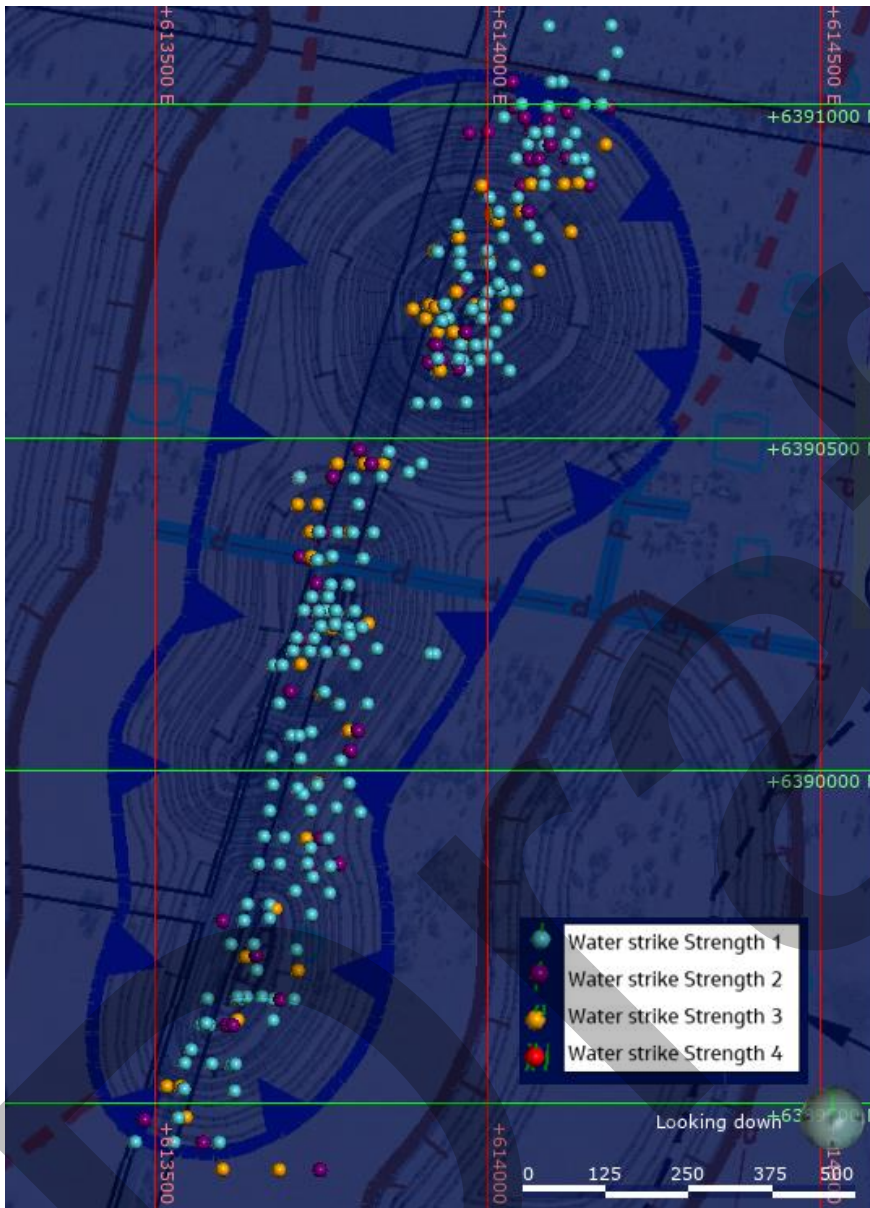 +613500 E
+614000 E
+614500 E
+6391000
+6390500
+6390000
P
P
P
P
P
P
Water strike Strength 1
Water strike Strength 2
Water strike Strength 3
Water strike Strength 4
Looking down
+613500
+614000
0 125 250 375 500